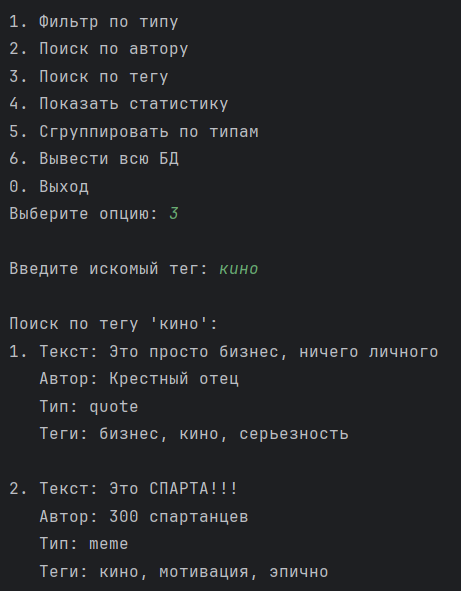 1. Фильтр по типу
2. Поиск по автору
3. Поиск по тегу
4. Показать статистику
5. Сгруппировать по типам
6. Вывести всю БД
0. Выход
Выберите опцию: 3
Введите искомый тег: кино
Поиск по тегу 'кино':
1. Текст: Это просто бизнес, ничего личного
Автор: Крестный отец
Тип: quote
Теги: бизнес, кино, серьезность
2. Текст: Это СПАРТА!!!
Автор: 300 спартанцев
Тип: meme
Теги: кино, мотивация, эпично